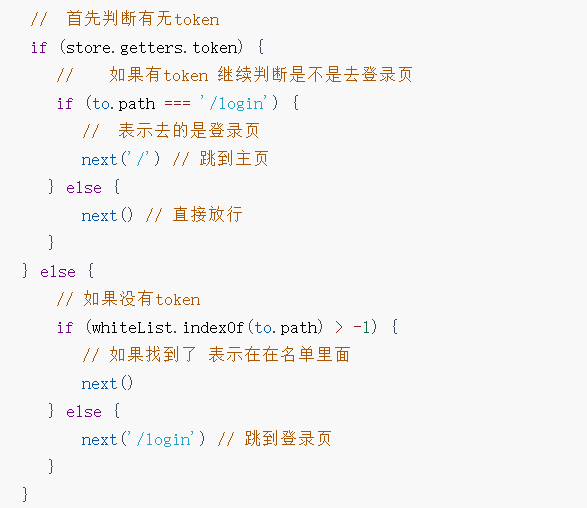 //  首先判断有无token
if (store.getters.token) {
//    如果有token 继续判断是不是去登录页
if (to.path === '/login') {
//  表示去的是登录页
next('/') // 跳到主页
} else {
next() // 直接放行
}
} else {
// 如果没有token
if (whiteList.indexOf(to.path) > -1) {
// 如果找到了 表示在在名单里面
next()
} else {
next('/login') // 跳到登录页
}
}